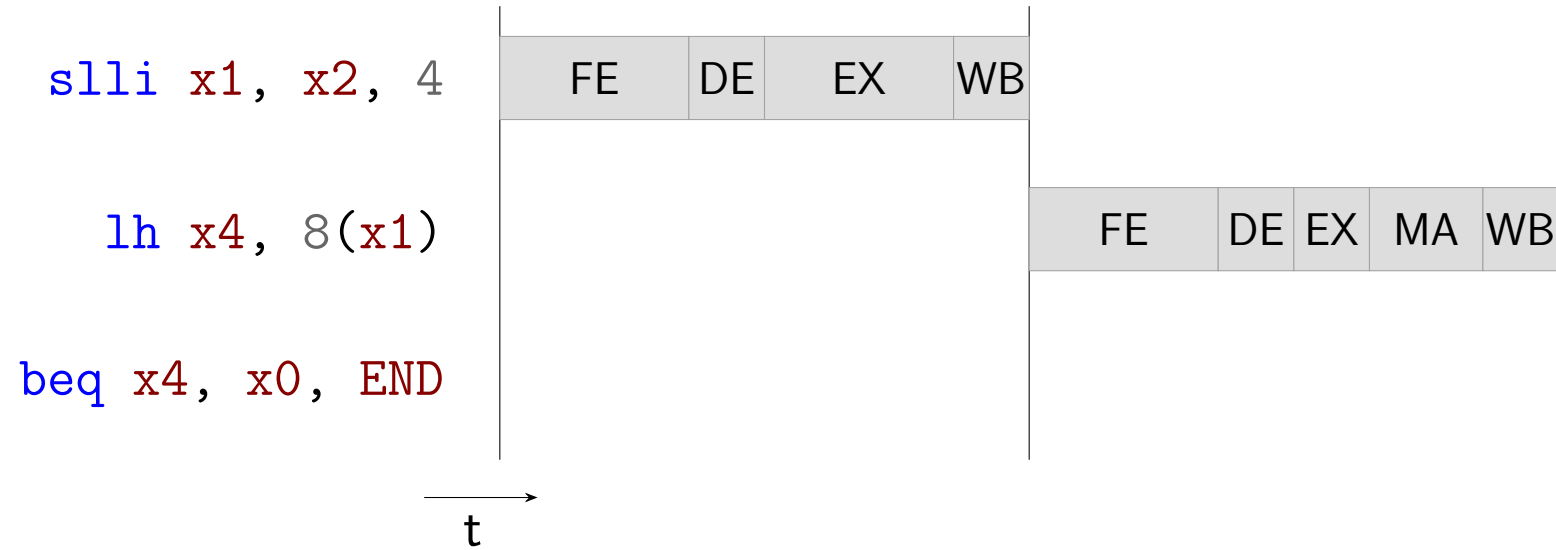 slli x1, x2, 4 FE DE EX WB
lh x4, 8(x1) FE DE EX MA WB
beq x4, x0, END
t